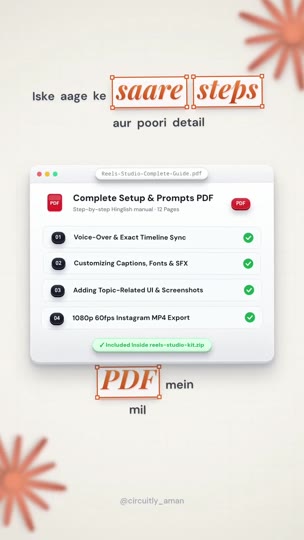 Iske aage ke saare steps
aur poori detail
Reels-Studio-Complete-Guide.pdf
PDF
Complete Setup & Prompts PDF
PDF
Step-by-step Hinglish manual · 12 Pages
01 Voice-Over & Exact Timeline Sync
02 Customizing Captions, Fonts & SFX
03 Adding Topic-Related UI & Screenshots
04 1080p 60fps Instagram MP4 Export
✓ Included Inside reels-studio-kit.zip
PDF mein
mil
@circuitly_aman